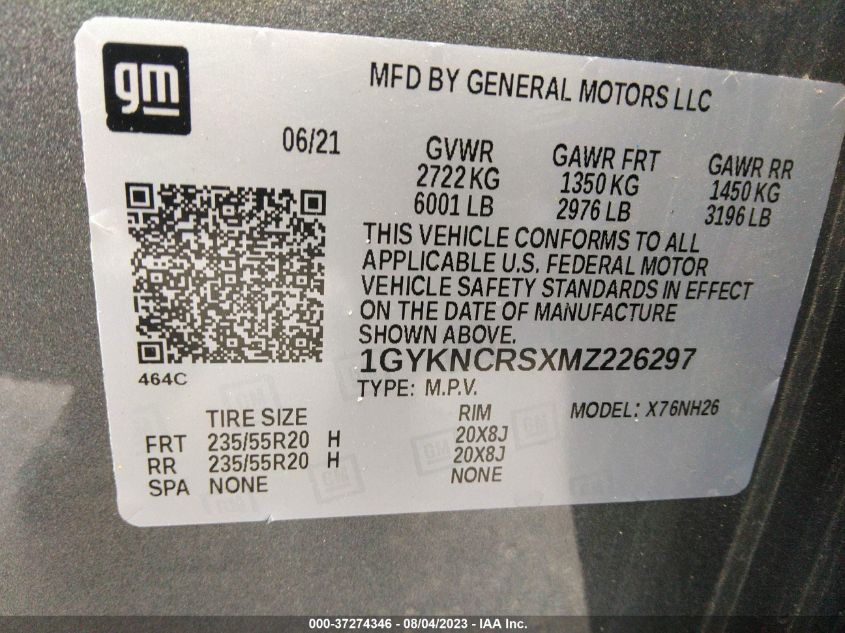 gm
MFD BY GENERAL MOTORS LLC
06/21
GVWR
2722 KG
6001 LB
GAWR FRT
1350 KG
2976 LB
GAWR RR
1450 KG
3196 LB
THIS VEHICLE CONFORMS TO ALL
APPLICABLE U.S. FEDERAL MOTOR
VEHICLE SAFETY STANDARDS IN EFFECT
ON THE DATE OF MANUFACTURE
SHOWN ABOVE.
1GYKNCRSXMZ226297
TYPE: M.P.V.
464C
MODEL: X76NH26
TIRE SIZE RIM
FRT 235/55R20 H 20X8J
RR 235/55R20 H 20X8J
SPA NONE NONE
GM
GM
GM
000-37274346 - 08/04/2023 - IAA Inc.